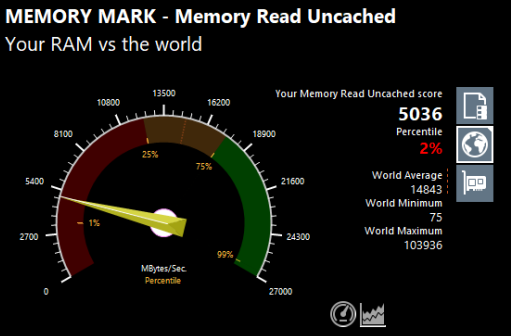 MEMORY MARK - Memory Read Uncached
Your RAM vs the world
Your Memory Read Uncached score
5036
Percentile
2%
World Average
14843
World Minimum
75
World Maximum
103936
0
2700
5400
8100
10800
13500
16200
18900
21600
24300
27000
1%
25%
75%
99%
MBytes/Sec.
Percentile